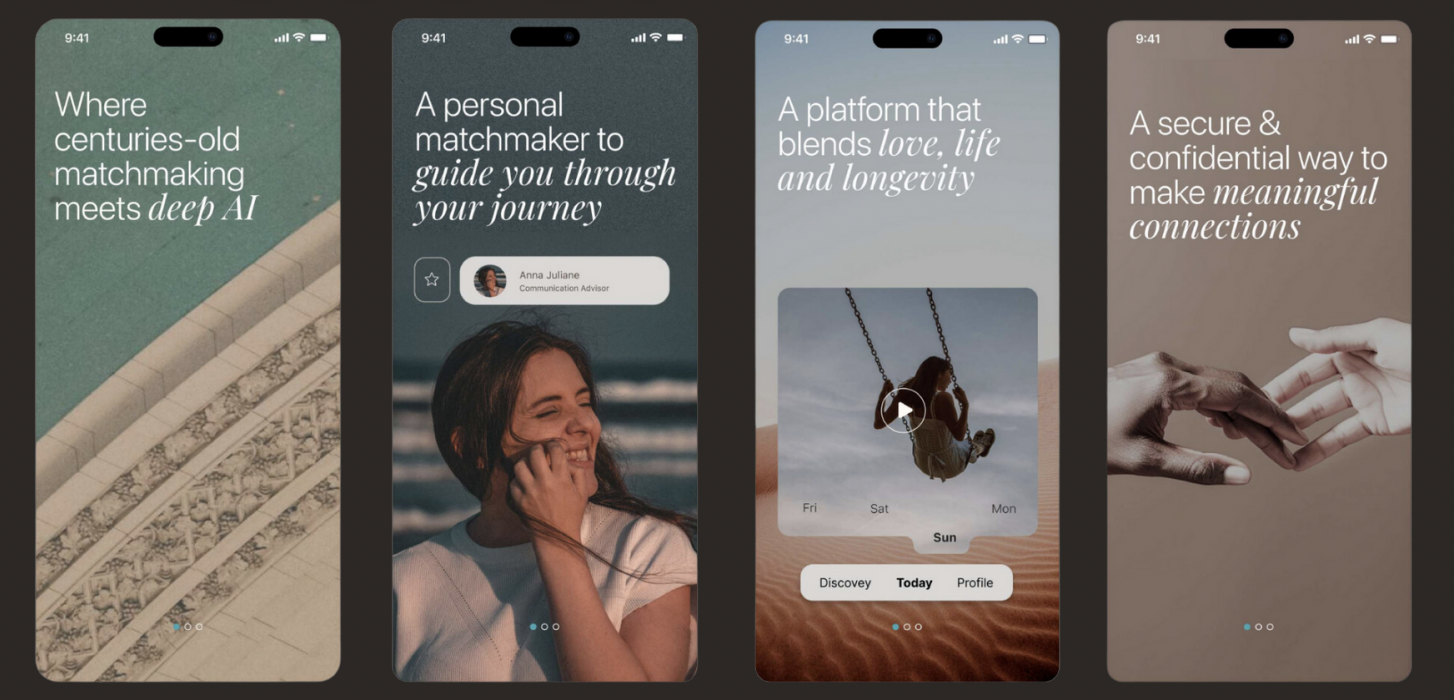 9:41
Where
centuries-old
matchmaking
meets deep AI
9:41
A personal
matchmaker to
guide you through
your journey
Anna Juliane
Communication Advisor
9:41
A platform that
blends love, life
and longevity
Fri Sat Mon
Sun
Discovey Today Profile
9:41
A secure &
confidential way to
make meaningful
connections